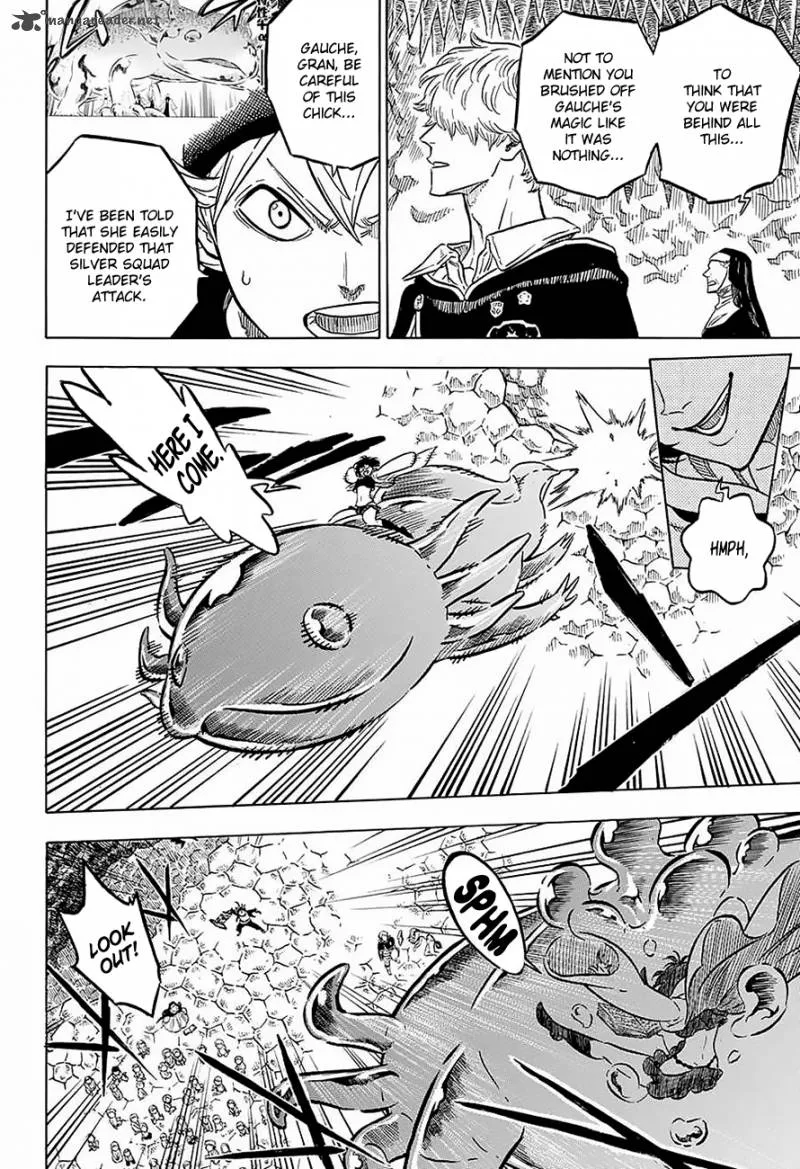 mangareader.net
TO
THINK THAT
YOU WERE
BEHIND ALL
THIS...
NOT TO
MENTION YOU
BRUSHED OFF
GAUCHE'S
MAGIC LIKE
IT WAS
NOTHING...
GAUCHE,
GRAN, BE
CAREFUL
OF THIS
CHICK...
I'VE BEEN TOLD
THAT SHE EASILY
DEFENDED THAT
SILVER SQUAD
LEADER'S
ATTACK.
HMPH,
HERE I
COME.
LOOK
OUT!
SPHM